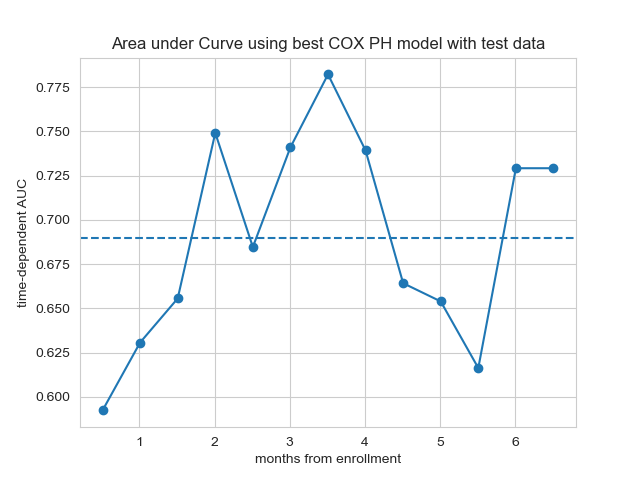 Area under Curve using best COX PH model with test data
time-dependent AUC
0.775
0.750
0.725
0.700
0.675
0.650
0.625
0.600
1 2 3 4 5 6
months from enrollment